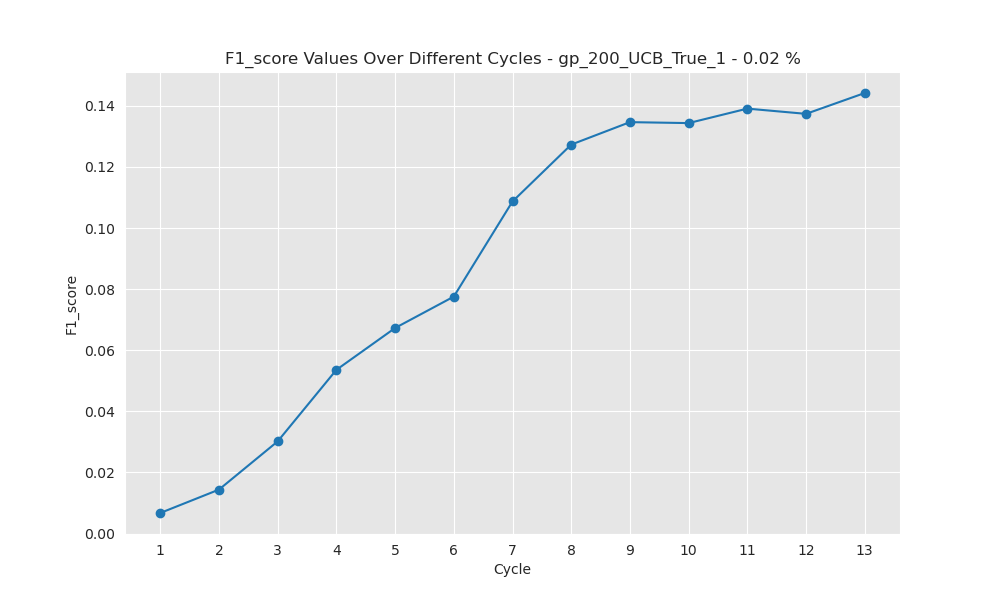 F1_score Values Over Different Cycles - gp_200_UCB_True_1 - 0.02 %
0.14
0.12
0.10
0.08
0.06
0.04
0.02
0.00
F1_score
1 2 3 4 5 6 7 8 9 10 11 12 13
Cycle